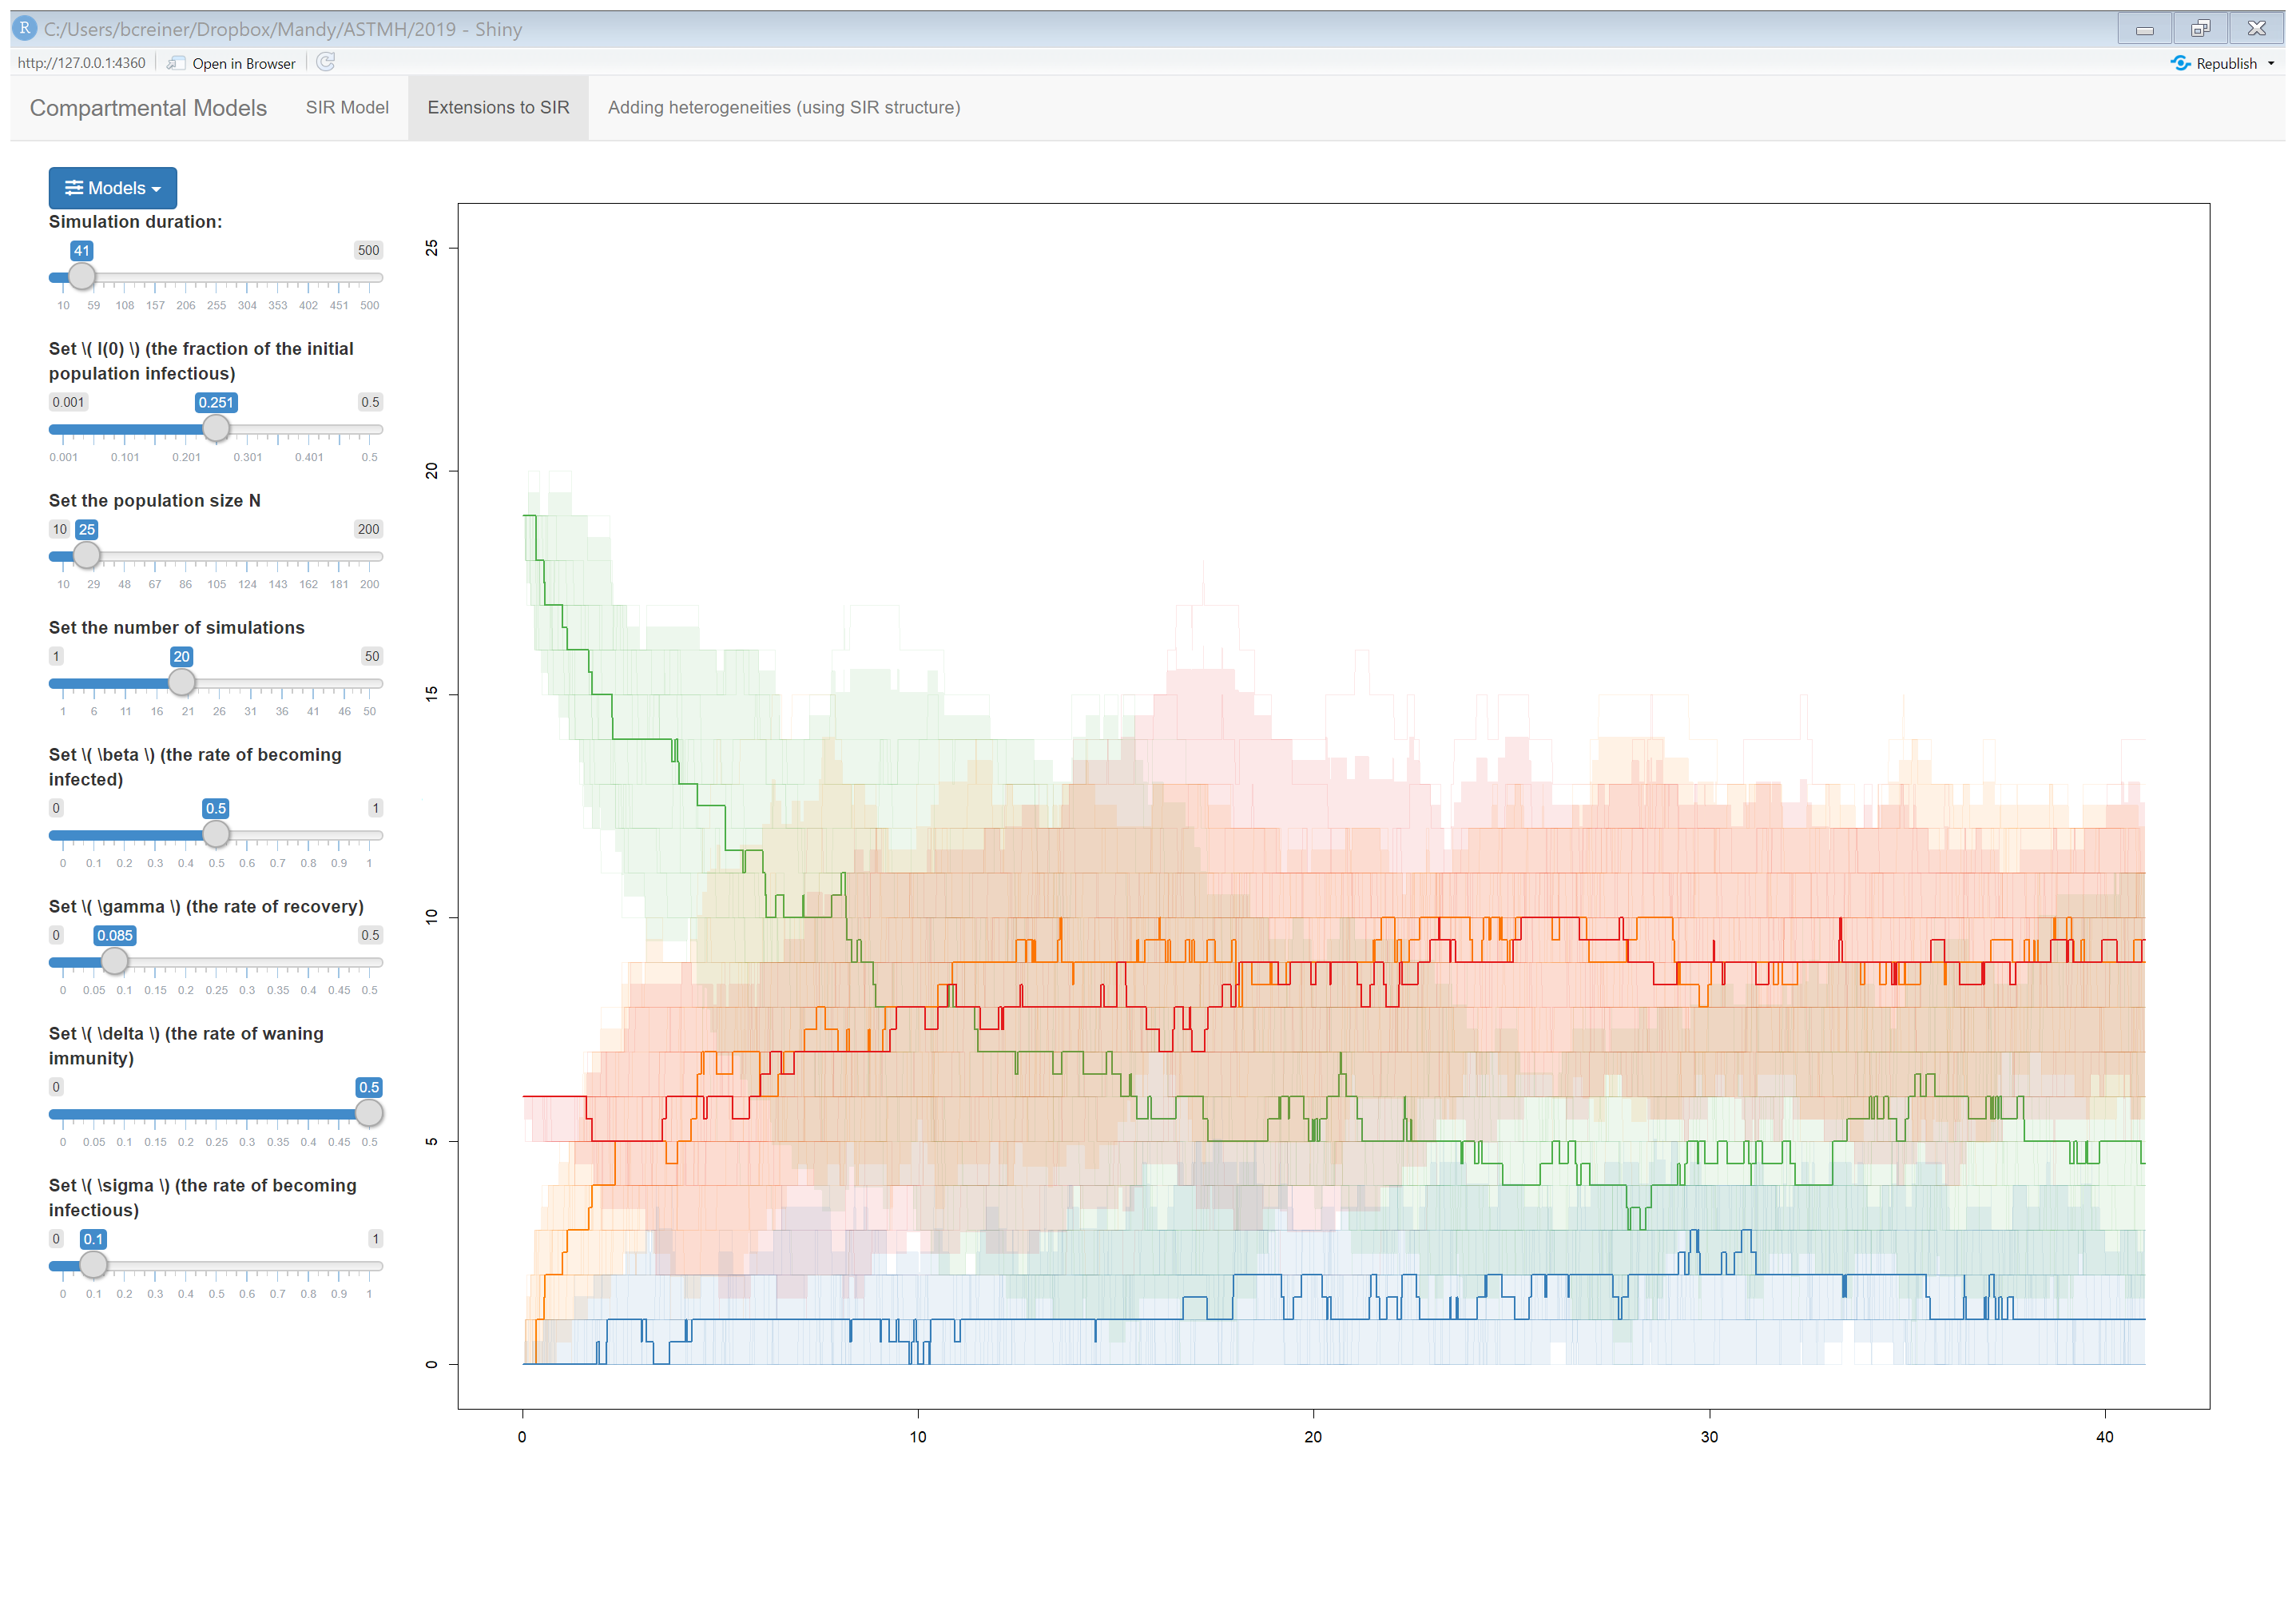 R C:/Users/bcreiner/Dropbox/Mandy/ASTMH/2019 - Shiny
http://127.0.0.1:4360 Open in Browser Republish
Compartmental Models SIR Model Extensions to SIR Adding heterogeneities (using SIR structure)
Models
Simulation duration:
41 500
10 59 108 157 206 255 304 353 402 451 500
Set \( I(0) \) (the fraction of the initial
population infectious)
0.001 0.251 0.5
0.001 0.101 0.201 0.301 0.401 0.5
Set the population size N
10 25 200
10 29 48 67 86 105 124 143 162 181 200
Set the number of simulations
1 20 50
1 6 11 16 21 26 31 36 41 46 50
Set \( \beta \) (the rate of becoming
infected)
0 0.5 1
0 0.1 0.2 0.3 0.4 0.5 0.6 0.7 0.8 0.9 1
Set \( \gamma \) (the rate of recovery)
0 0.085 0.5
0 0.05 0.1 0.15 0.2 0.25 0.3 0.35 0.4 0.45 0.5
Set \( \delta \) (the rate of waning
immunity)
0 0.5
0 0.05 0.1 0.15 0.2 0.25 0.3 0.35 0.4 0.45 0.5
Set \( \sigma \) (the rate of becoming
infectious)
0 0.1 1
0 0.1 0.2 0.3 0.4 0.5 0.6 0.7 0.8 0.9 1
25
20
15
10
5
0
0 10 20 30 40